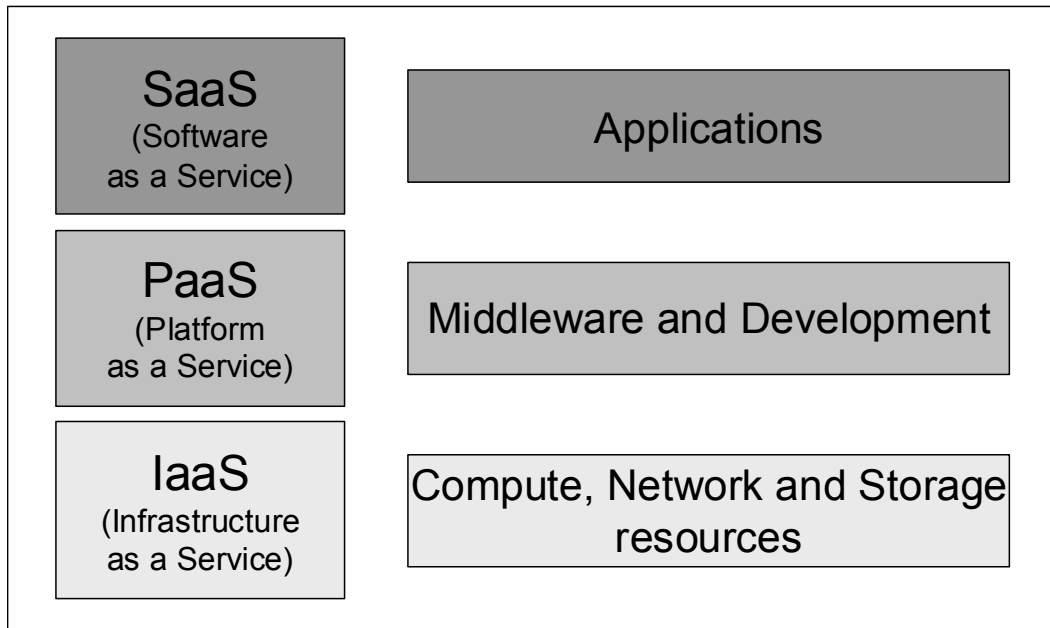 SaaS
(Software
as a Service)
Applications
PaaS
(Platform
as a Service)
Middleware and Development
IaaS
(Infrastructure
as a Service)
Compute, Network and Storage
resources